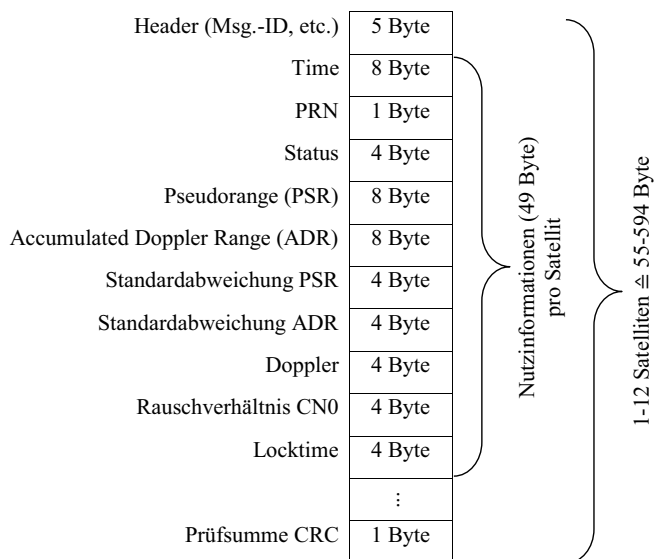 Header (Msg.-ID, etc.) 5 Byte
Time 8 Byte
PRN 1 Byte
Status 4 Byte
Pseudorange (PSR) 8 Byte
Accumulated Doppler Range (ADR) 8 Byte
Standardabweichung PSR 4 Byte
Standardabweichung ADR 4 Byte
Doppler 4 Byte
Rauschverhältnis CN0 4 Byte
Locktime 4 Byte
⋮
Prüfsumme CRC 1 Byte
Nutzinformationen (49 Byte)
pro Satellit
1-12 Satelliten ≙ 55-594 Byte